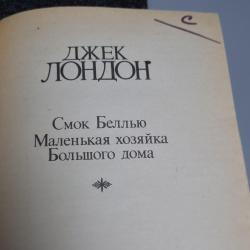 с
ДЖЕК
ЛОНДОН
Смок Беллью
Маленькая хозяйка
Большого дома